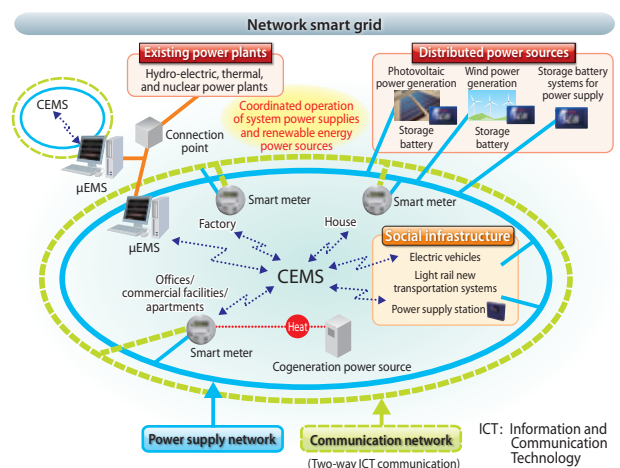 Network smart grid
Existing power plants
Hydro-electric, thermal,
and nuclear power plants
Distributed power sources
Photovoltaic
power generation
Storage
battery
Wind power
generation
Storage
battery
Storage battery
systems for
power supply
Coordinated operation
of system power supplies
and renewable energy
power sources
CEMS
μEMS
Connection
point
μEMS
Smart meter
Factory
House
Smart meter
Social infrastructure
Electric vehicles
Light rail new
transportation systems
Power supply station
CEMS
Offices/
commercial facilities/
apartments
Smart meter
Heat
Cogeneration power source
Power supply network
Communication network
(Two-way ICT communication)
ICT: Information and
Communication
Technology